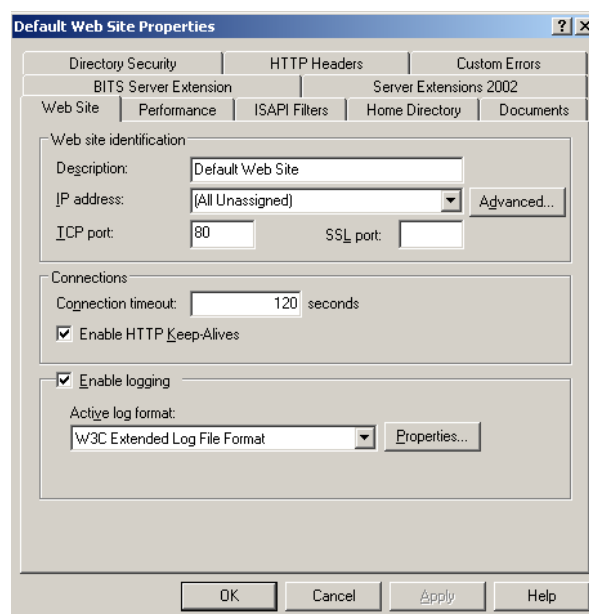 Default Web Site Properties
Directory Security HTTP Headers Custom Errors
BITS Server Extension Server Extensions 2002
Web Site Performance ISAPI Filters Home Directory Documents
Web site identification
Description: Default Web Site
IP address: (All Unassigned) Advanced...
TCP port: 80 SSL port:
Connections
Connection timeout: 120 seconds
Enable HTTP Keep-Alives
Enable logging
Active log format:
W3C Extended Log File Format Properties...
OK Cancel Apply Help